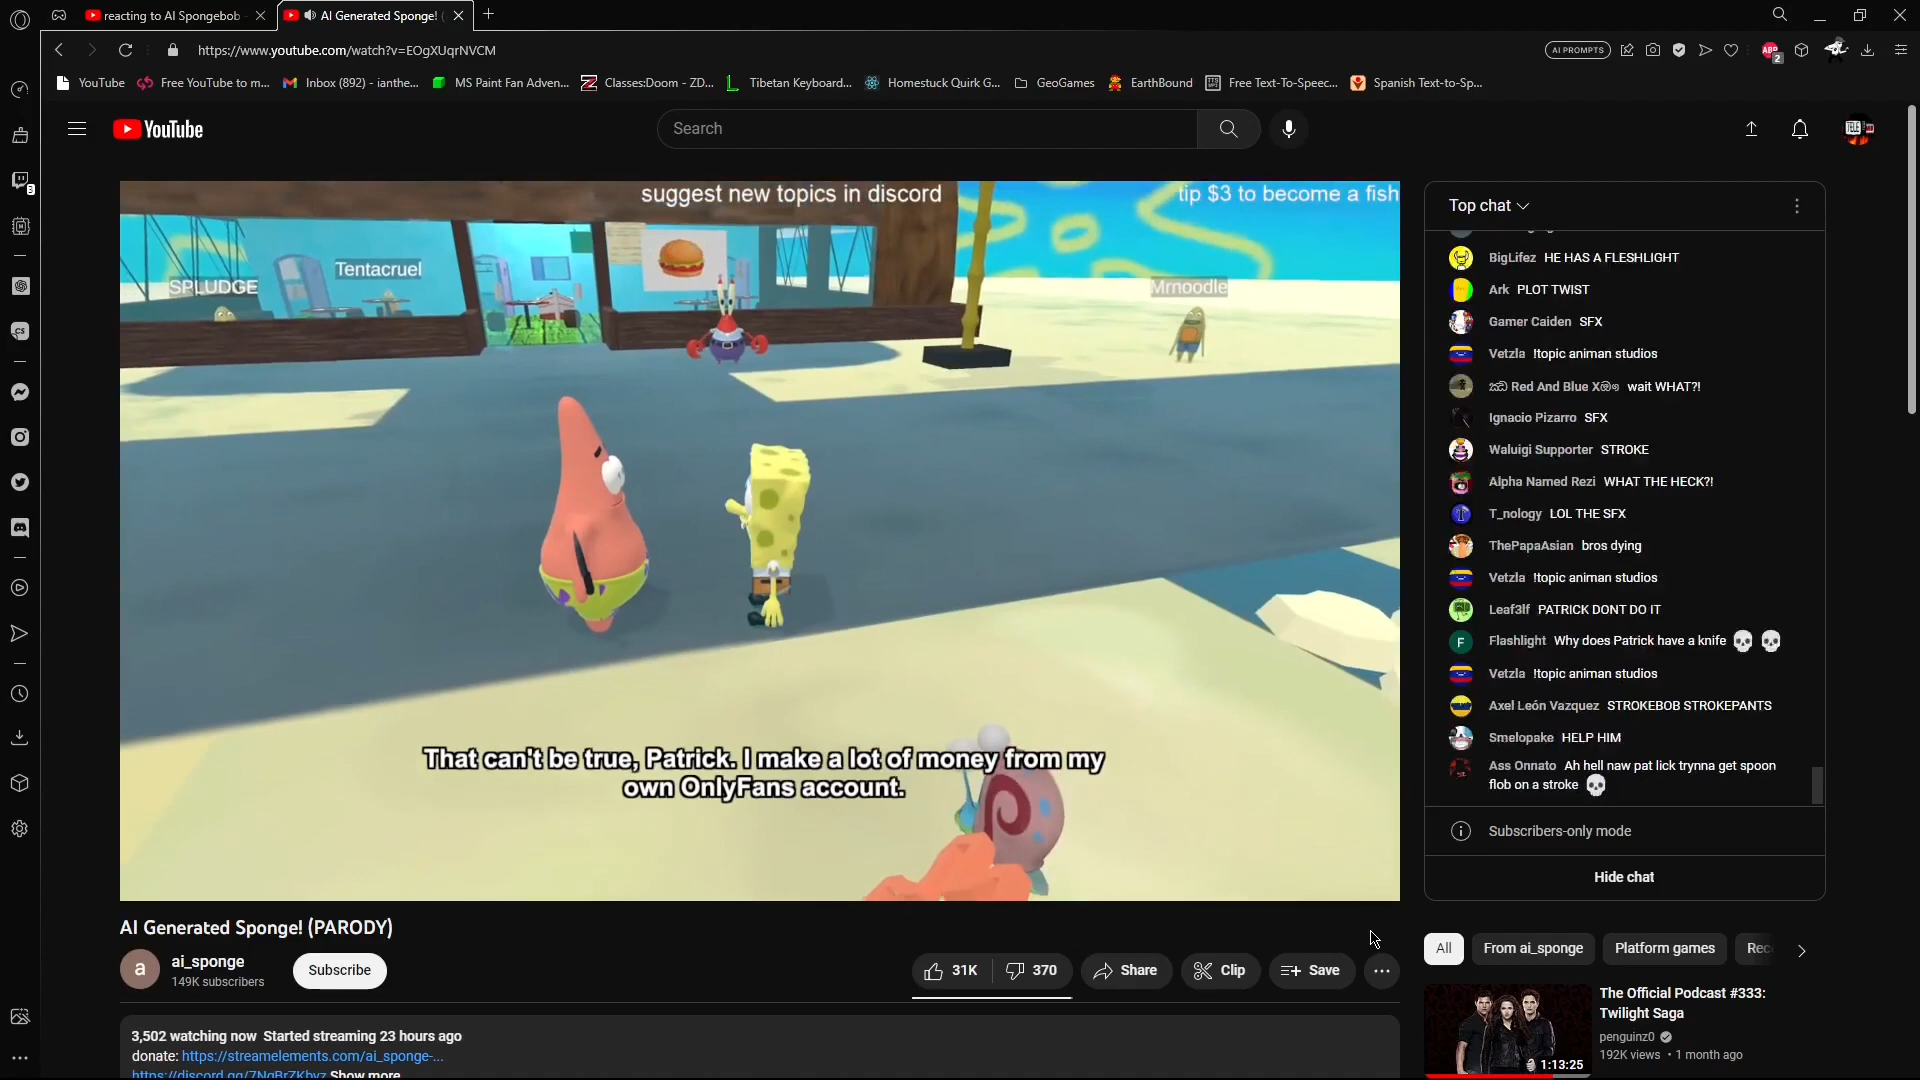 reacting to AI Spongebob
AI Generated Sponge! (
https://www.youtube.com/watch?v=EOgXUqrNVCM
AI PROMPTS
2
YouTube
Free YouTube to m...
Inbox (892) - ianthe...
MS Paint Fan Adven...
Classes:Doom - ZD...
Tibetan Keyboard...
Homestuck Quirk G...
GeoGames
EarthBound
Free Text-To-Speec...
Spanish Text-to-Sp...
YouTube
Search
suggest new topics in discord
tip $3 to become a fish
SPLUDGE
Tentacruel
Mrnoodle
That can't be true, Patrick. I make a lot of money from my
own OnlyFans account.
AI Generated Sponge! (PARODY)
a
ai_sponge
149K subscribers
Subscribe
31K
370
Share
Clip
Save
3,502 watching now Started streaming 23 hours ago
donate: https://streamelements.com/ai_sponge-...
https://discord.gg/7NgBrZKbvz Show more
Top chat
BigLifez HE HAS A FLESHLIGHT
Ark PLOT TWIST
Gamer Caiden SFX
Vetzla !topic animan studios
Red And Blue wait WHAT?!
Ignacio Pizarro SFX
Waluigi Supporter STROKE
Alpha Named Rezi WHAT THE HECK?!
T_nology LOL THE SFX
ThePapaAsian bros dying
Vetzla !topic animan studios
Leaf3lf PATRICK DONT DO IT
F
Flashlight Why does Patrick have a knife 💀 💀
Vetzla !topic animan studios
Axel León Vazquez STROKEBOB STROKEPANTS
Smelopake HELP HIM
Ass Onnato Ah hell naw pat lick trynna get spoon
flob on a stroke 💀
Subscribers-only mode
Hide chat
All
From ai_sponge
Platform games
Rec
The Official Podcast #333:
Twilight Saga
penguinz0
192K views • 1 month ago
1:13:25